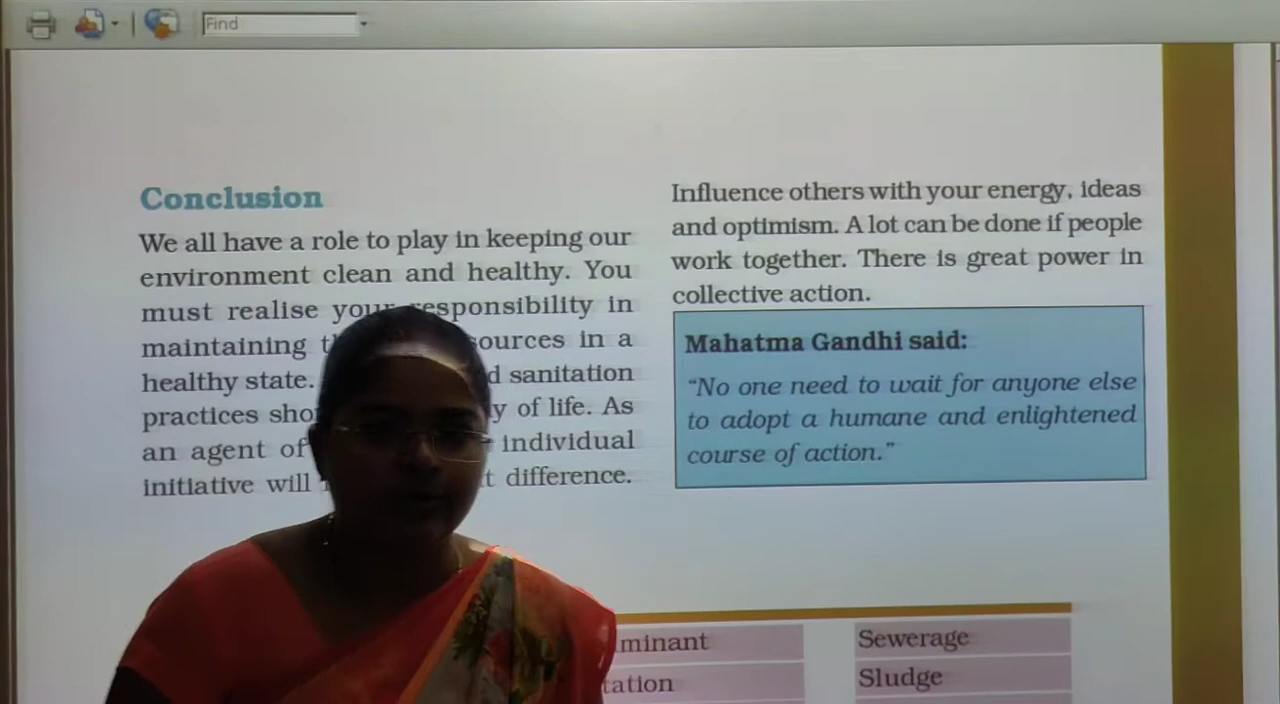 Find
Conclusion
We all have a role to play in keeping our
environment clean and healthy. You
must realise your responsibility in
maintaining
healthy state. sanitation
practices of life. As
an agent of individual
initiative will difference.
Influence others with your energy, ideas
and optimism. A lot can be done if people
work together. There is great power in
collective action.
Mahatma Gandhi said:
“No one need to wait for anyone else
to adopt a humane and enlightened
course of action.”
Sewerage
Sludge